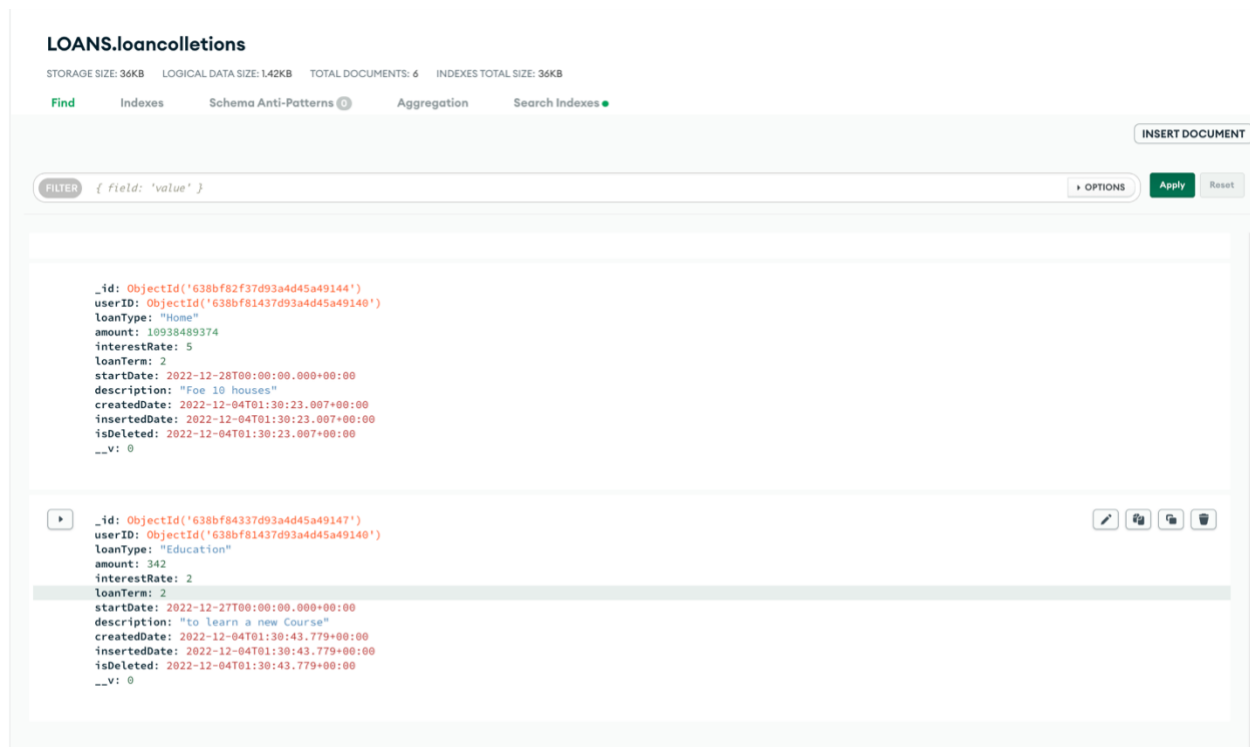 LOANS.loancolletions
STORAGE SIZE: 36KB LOGICAL DATA SIZE: 1.42KB TOTAL DOCUMENTS: 6 INDEXES TOTAL SIZE: 36KB
Find Indexes Schema Anti-Patterns 0 Aggregation Search Indexes
INSERT DOCUMENT
FILTER { field: 'value' } OPTIONS Apply Reset
_id: ObjectId('638bf82f37d93a4d45a49144')
userID: ObjectId('638bf81437d93a4d45a49140')
loanType: "Home"
amount: 10938489374
interestRate: 5
loanTerm: 2
startDate: 2022-12-28T00:00:00.000+00:00
description: "Foe 10 houses"
createdDate: 2022-12-04T01:30:23.007+00:00
insertedDate: 2022-12-04T01:30:23.007+00:00
isDeleted: 2022-12-04T01:30:23.007+00:00
__v: 0
_id: ObjectId('638bf84337d93a4d45a49147')
userID: ObjectId('638bf81437d93a4d45a49140')
loanType: "Education"
amount: 342
interestRate: 2
loanTerm: 2
startDate: 2022-12-27T00:00:00.000+00:00
description: "to learn a new Course"
createdDate: 2022-12-04T01:30:43.779+00:00
insertedDate: 2022-12-04T01:30:43.779+00:00
isDeleted: 2022-12-04T01:30:43.779+00:00
__v: 0